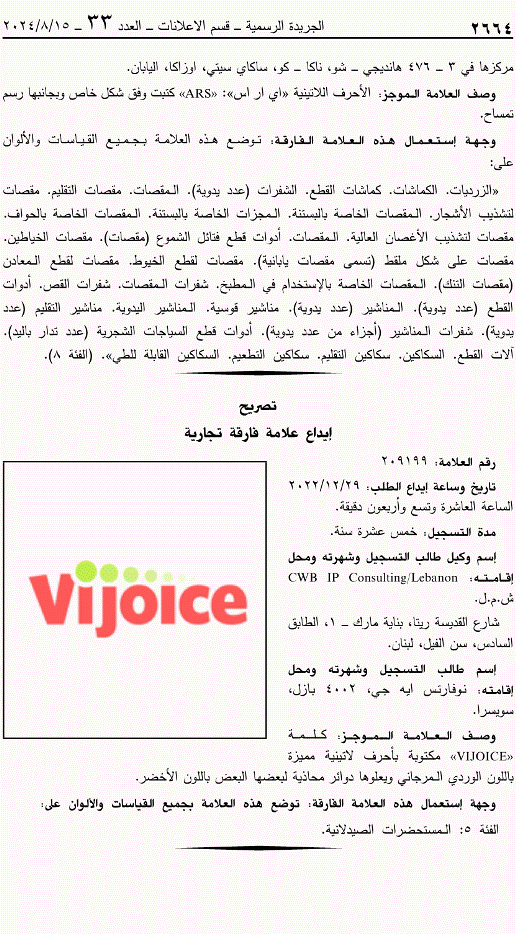 ٢٦٦٤ الجريدة الرسمية ــ قسم الاعلانات ــ العدد ٣٣ ــ ٢٠٢٤/٨/١٥
مركزها في ٣ ــ ٤٧٦ هانديجي ــ شو، ناكا ــ كو، ساكاي سيتي، اوزاكا، اليابان.
وصف العلامة الموجز: الأحرف اللاتينية «اي ار اس»: «ARS» كتبت وفق شكل خاص وبجانبها رسم
تمساح.
وجهة إستعمال هذه العلامة الفارقة: توضع هذه العلامة بجميع القياسات والألوان
على:
«الزرديات. الكماشات. كماشات القطع. الشفرات (عدد يدوية). المقصات. مقصات التقليم. مقصات
لتشذيب الأشجار. المقصات الخاصة بالبستنة. المجزات الخاصة بالبستنة. المقصات الخاصة بالحواف.
مقصات لتشذيب الأغصان العالية. المقصات. أدوات قطع فتائل الشموع (مقصات). مقصات الخياطين.
مقصات على شكل ملقط (تسمى مقصات يابانية). مقصات لقطع الخيوط. مقصات لقطع المعادن
(مقصات التنك). المقصات الخاصة بالإستخدام في المطبخ. شفرات المقصات. شفرات القص. أدوات
القطع (عدد يدوية). المناشير (عدد يدوية). مناشير قوسية. المناشير اليدوية. مناشير التقليم (عدد
يدوية). شفرات المناشير (أجزاء من عدد يدوية). أدوات قطع السياجات الشجرية (عدد تدار باليد).
آلات القطع. السكاكين. سكاكين التقليم. سكاكين التطعيم. السكاكين القابلة للطي». (الفئة ٨).
تصريح
إيداع علامة فارقة تجارية
رقم العلامة: ٢٠٩١٩٩
تاريخ وساعة إيداع الطلب: ٢٠٢٢/١٢/٢٩
الساعة العاشرة وتسع وأربعون دقيقة.
مدة التسجيل: خمس عشرة سنة.
إسم وكيل طالب التسجيل وشهرته ومحل
إقامته: CWB IP Consulting/Lebanon
ش.م.ل.
شارع القديسة ريتا، بناية مارك ــ ١، الطابق
السادس، سن الفيل، لبنان.
إسم طالب التسجيل وشهرته ومحل
إقامته: نوفارتس ايه جي، ٤٠٠٢ بازل،
سويسرا.
وصف العلامة الموجز: كلمة
«VIJOICE» مكتوبة بأحرف لاتينية مميزة
باللون الوردي المرجاني ويعلوها دوائر محاذية لبعضها البعض باللون الأخضر.
وجهة إستعمال هذه العلامة الفارقة: توضع هذه العلامة بجميع القياسات والألوان على:
الفئة ٥: المستحضرات الصيدلانية.
Vijoice